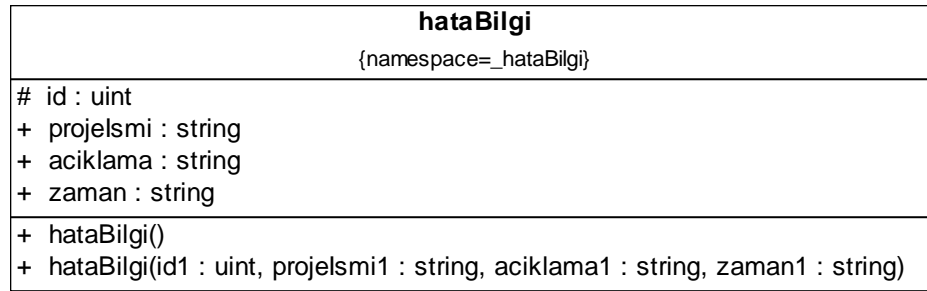 hataBilgi
{namespace=_hataBilgi}
# id : uint
+ projeIsmi : string
+ aciklama : string
+ zaman : string
+ hataBilgi()
+ hataBilgi(id1 : uint, projeIsmi1 : string, aciklama1 : string, zaman1 : string)